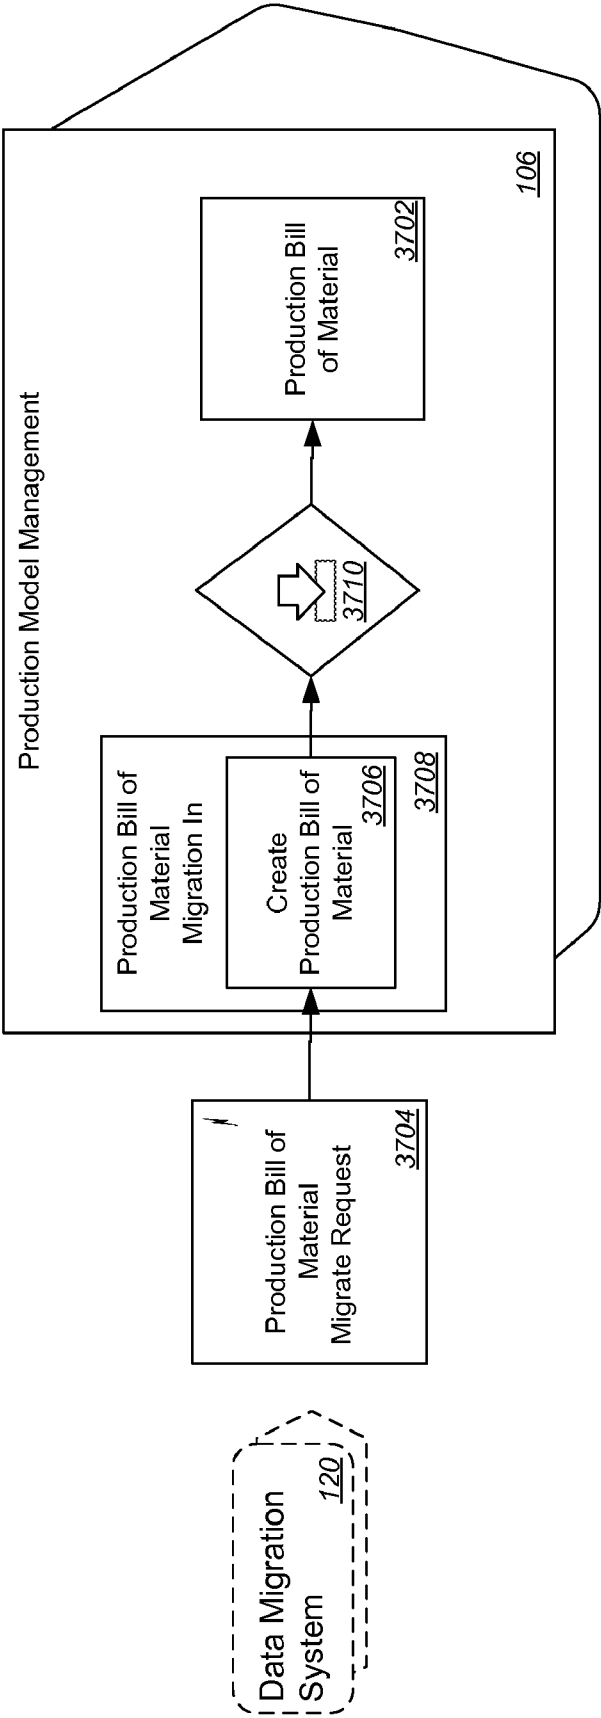 Production Model Management
106
Data Migration
System
120
Production Bill of
Material
Migrate Request
3704
Production Bill of
Material
Migration In
3708
Create
Production Bill of
Material
3706
3710
Production Bill
of Material
3702